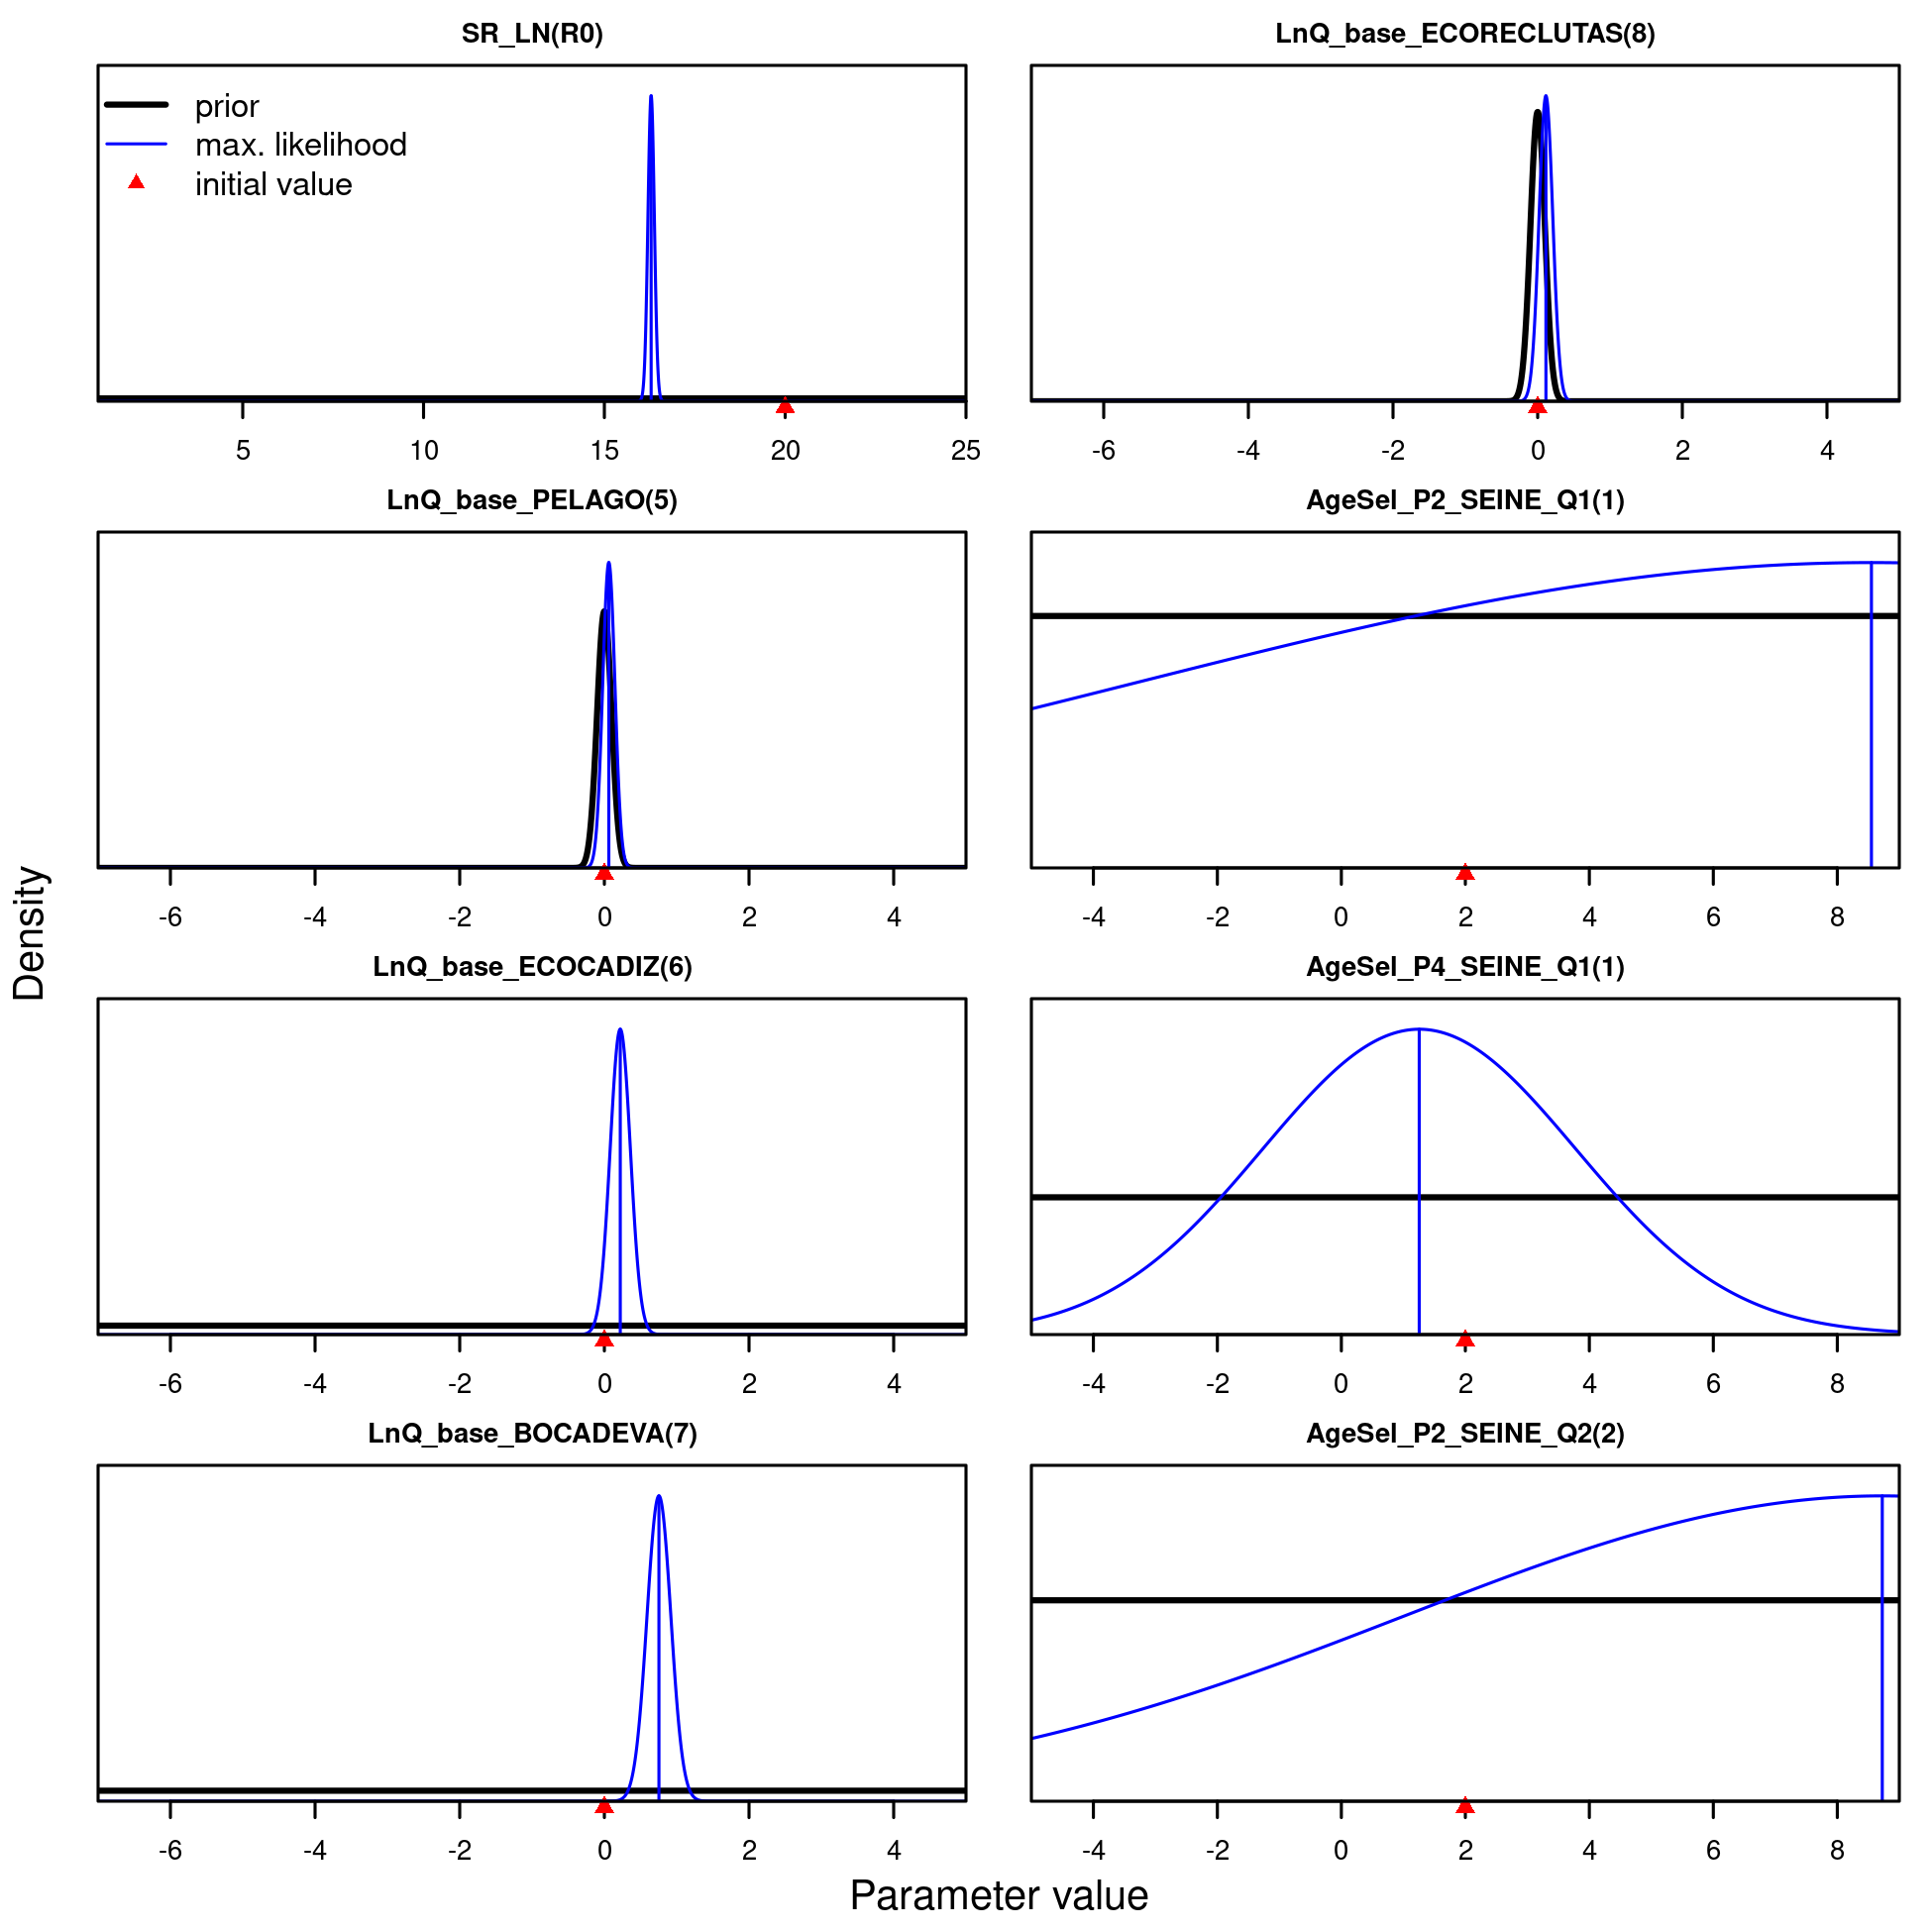 SR_LN(R0)
prior
max. likelihood
initial value
5 10 15 20 25
LnQ_base_ECORECLUTAS(8)
-6 -4 -2 0 2 4
LnQ_base_PELAGO(5)
-6 -4 -2 0 2 4
AgeSel_P2_SEINE_Q1(1)
-4 -2 0 2 4 6 8
LnQ_base_ECOCADIZ(6)
-6 -4 -2 0 2 4
AgeSel_P4_SEINE_Q1(1)
-4 -2 0 2 4 6 8
LnQ_base_BOCADEVA(7)
-6 -4 -2 0 2 4
AgeSel_P2_SEINE_Q2(2)
-4 -2 0 2 4 6 8
Density
Parameter value